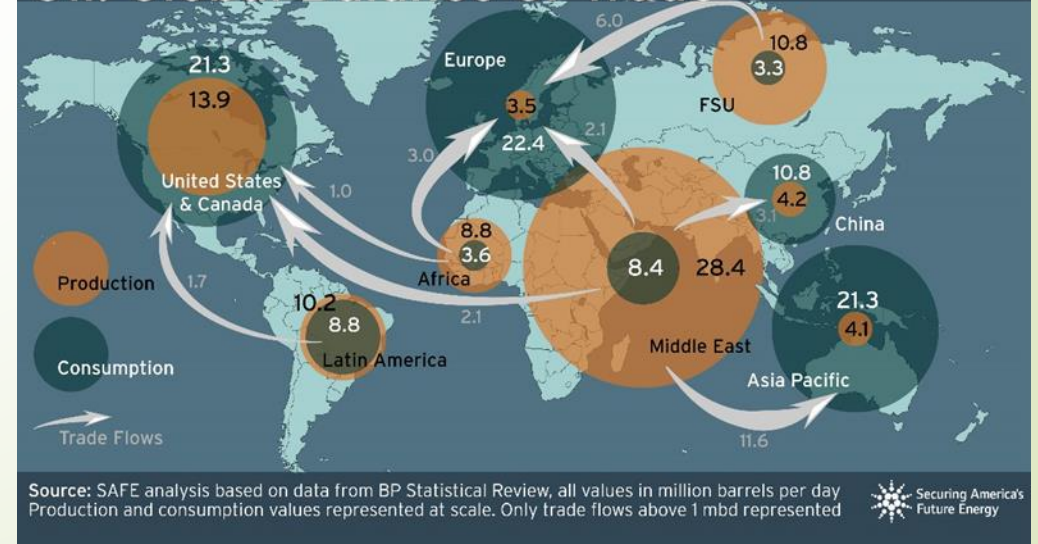 6.0
Europe
10.8
3.3
FSU
21.3
13.9
3.5
22.4
2.1
3.0
United States
& Canada
1.0
10.8
4.2
3.1
China
8.8
3.6
Africa
8.4
28.4
Production
1.7
10.2
8.8
Latin America
2.1
Middle East
21.3
4.1
Asia Pacific
Consumption
Trade Flows
11.6
Source: SAFE analysis based on data from BP Statistical Review, all values in million barrels per day
Production and consumption values represented at scale. Only trade flows above 1 mbd represented
Securing America's
Future Energy